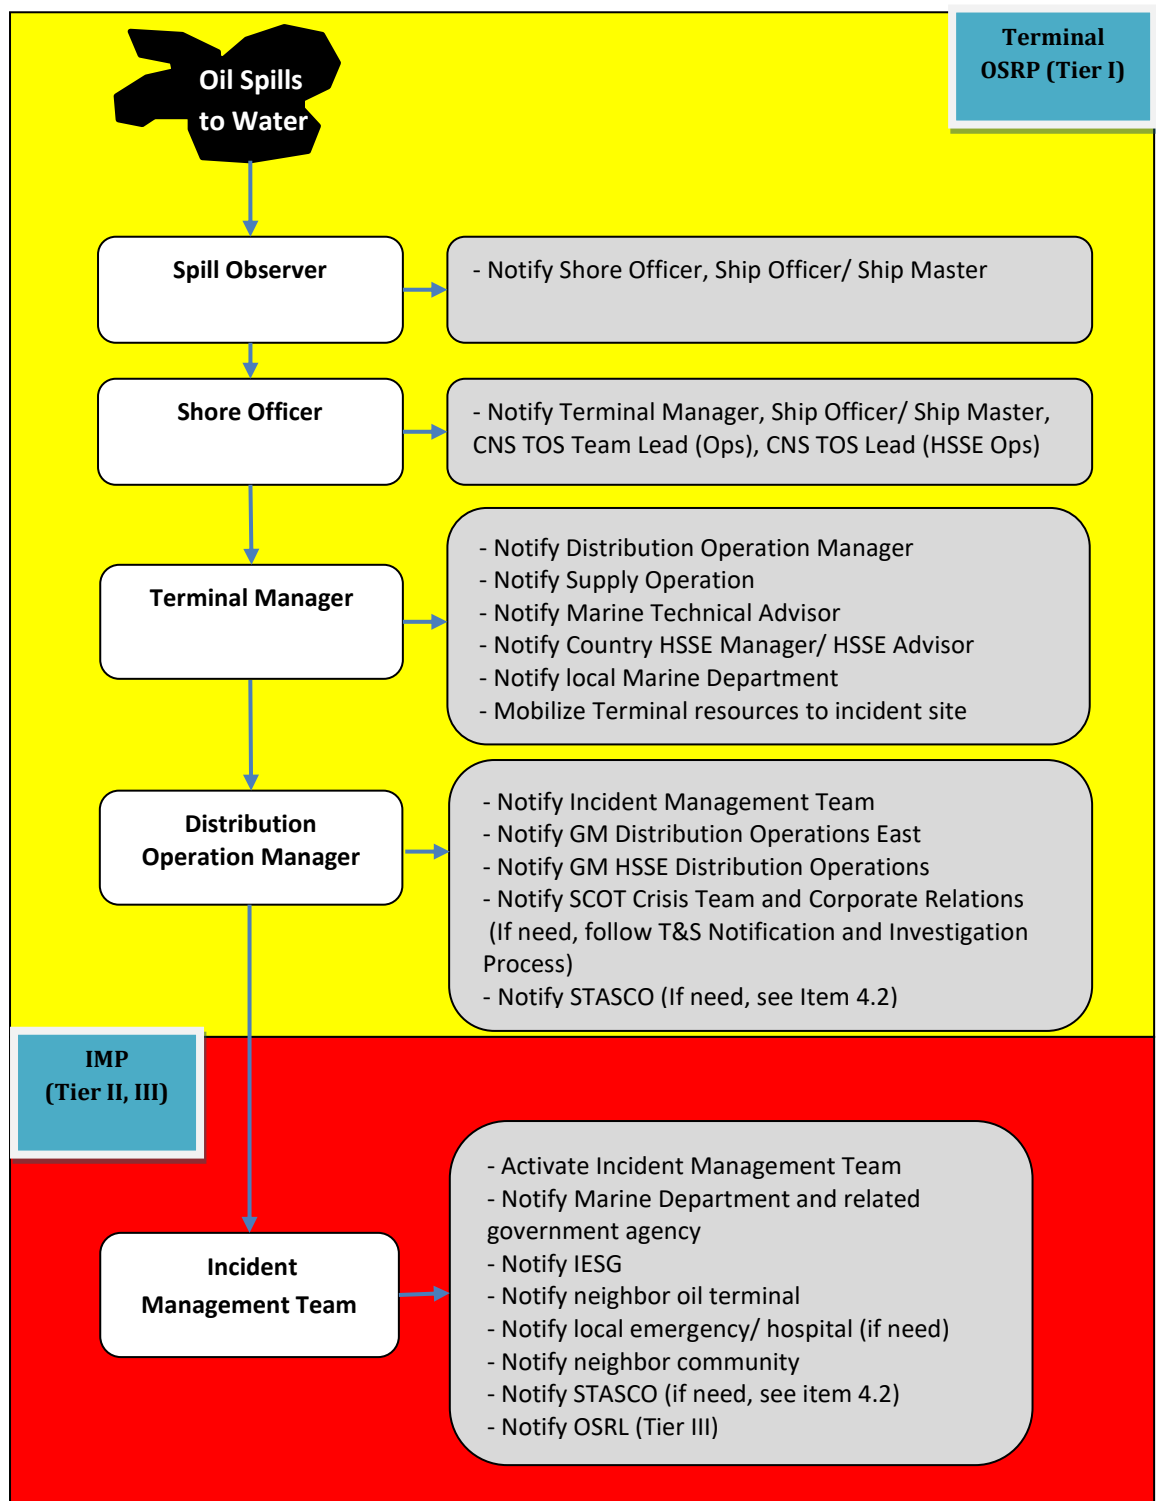 Terminal
OSRP (Tier I)
Oil Spills
to Water
Spill Observer
- Notify Shore Officer, Ship Officer/ Ship Master
Shore Officer
- Notify Terminal Manager, Ship Officer/ Ship Master,
CNS TOS Team Lead (Ops), CNS TOS Lead (HSSE Ops)
Terminal Manager
- Notify Distribution Operation Manager
- Notify Supply Operation
- Notify Marine Technical Advisor
- Notify Country HSSE Manager/ HSSE Advisor
- Notify local Marine Department
- Mobilize Terminal resources to incident site
Distribution
Operation Manager
- Notify Incident Management Team
- Notify GM Distribution Operations East
- Notify GM HSSE Distribution Operations
- Notify SCOT Crisis Team and Corporate Relations
(If need, follow T&S Notification and Investigation
Process)
- Notify STASCO (If need, see Item 4.2)
IMP
(Tier II, III)
Incident
Management Team
- Activate Incident Management Team
- Notify Marine Department and related
government agency
- Notify IESG
- Notify neighbor oil terminal
- Notify local emergency/ hospital (if need)
- Notify neighbor community
- Notify STASCO (if need, see item 4.2)
- Notify OSRL (Tier III)